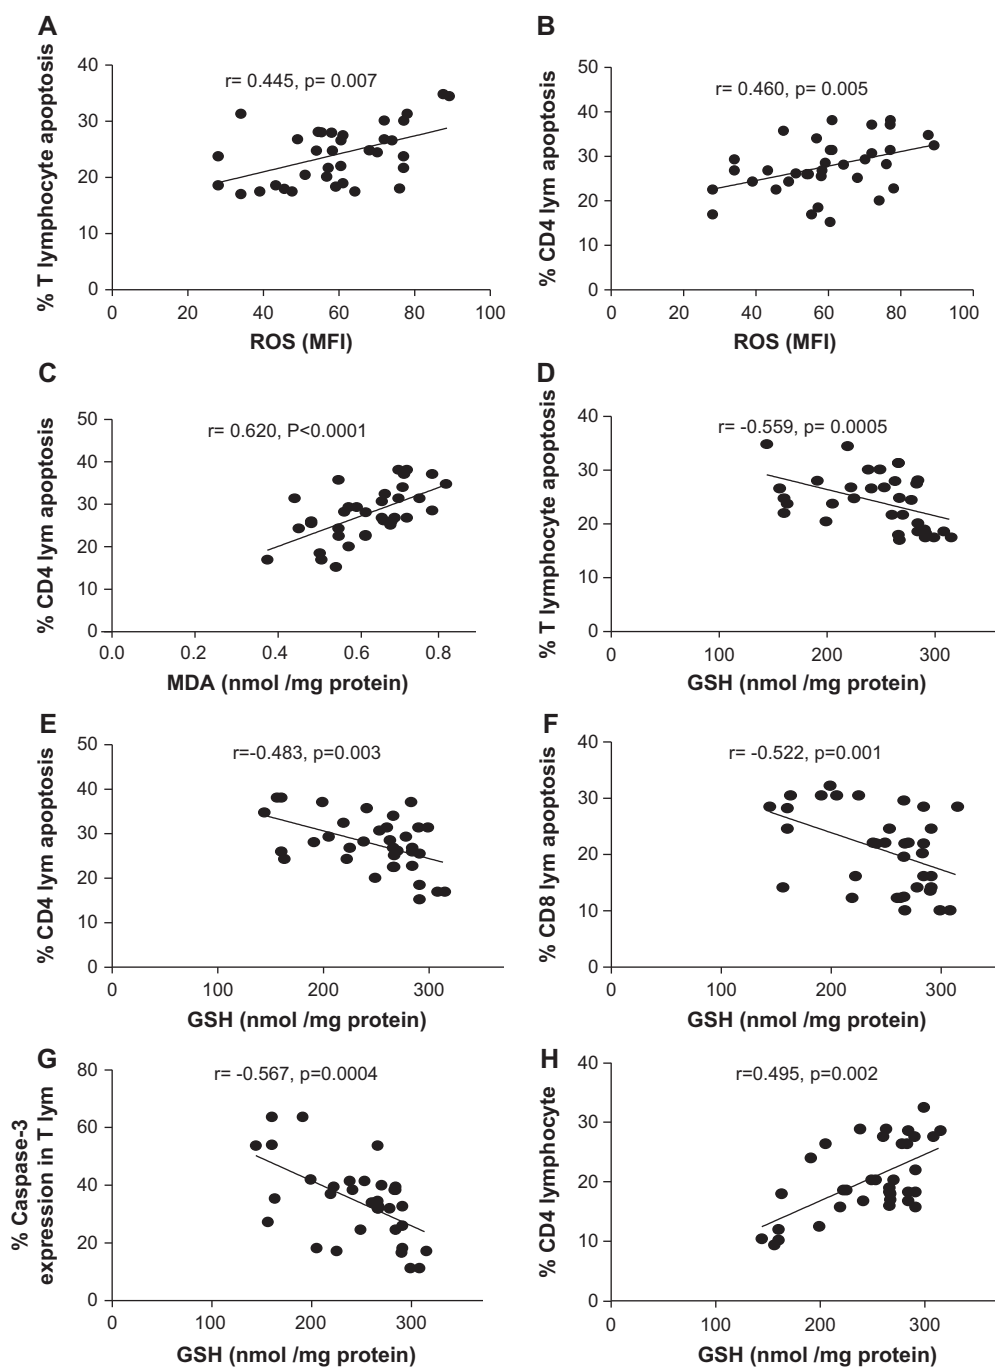 A
r= 0.445, p= 0.007
% T lymphocyte apoptosis
40
30
20
10
0
0 20 40 60 80 100
ROS (MFI)
B
r= 0.460, p= 0.005
% CD4 lym apoptosis
50
40
30
20
10
0
0 20 40 60 80 100
ROS (MFI)
C
r= 0.620, P<0.0001
% CD4 lym apoptosis
50
40
30
20
10
0
0.0 0.2 0.4 0.6 0.8
MDA (nmol /mg protein)
D
r= -0.559, p= 0.0005
% T lymphocyte apoptosis
40
30
20
10
0
0 100 200 300
GSH (nmol /mg protein)
E
r=-0.483, p=0.003
% CD4 lym apoptosis
50
40
30
20
10
0
0 100 200 300
GSH (nmol /mg protein)
F
r= -0.522, p=0.001
% CD8 lym apoptosis
40
30
20
10
0
0 100 200 300
GSH (nmol /mg protein)
G
r= -0.567, p=0.0004
% Caspase-3
expression in T lym
80
60
40
20
0
0 100 200 300
GSH (nmol /mg protein)
H
r=0.495, p=0.002
% CD4 lymphocyte
40
30
20
10
0
0 100 200 300
GSH (nmol /mg protein)